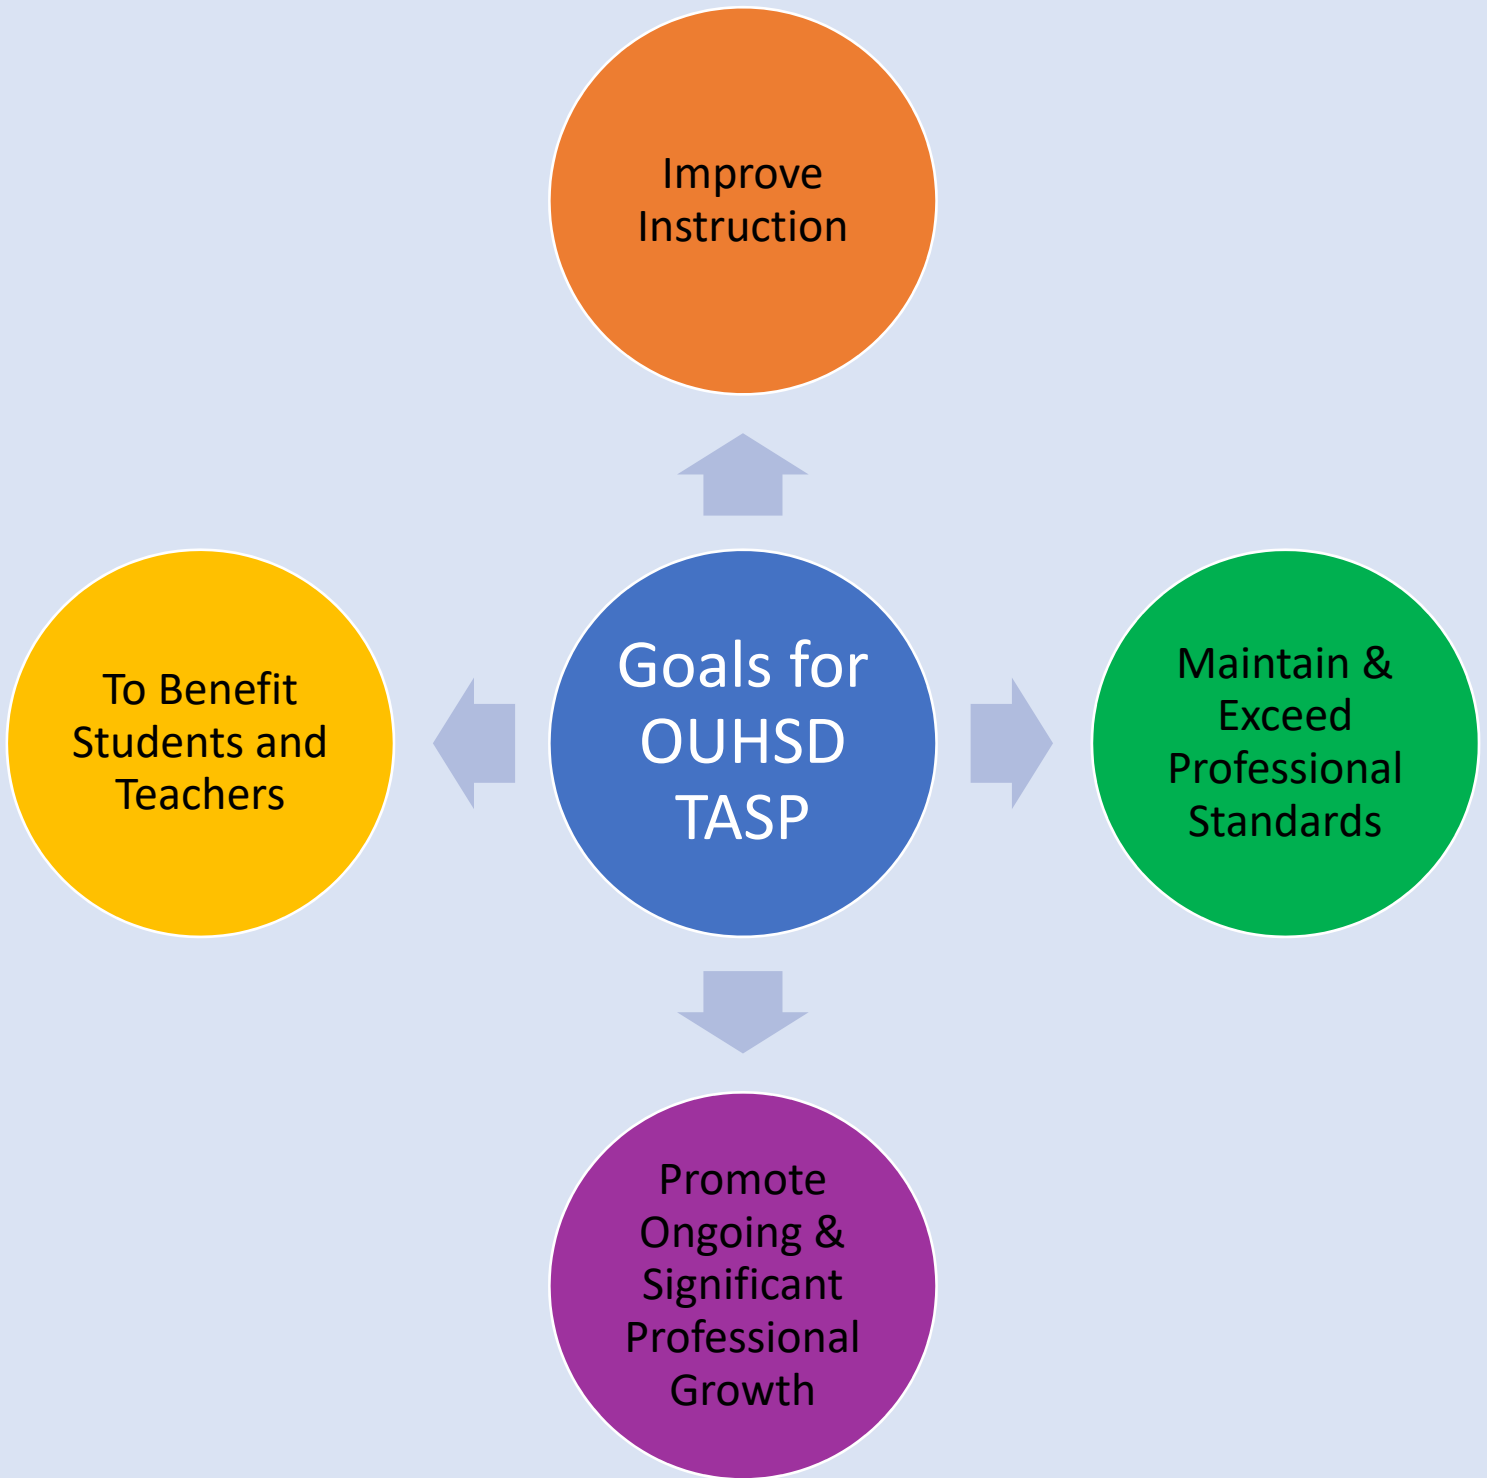 Improve
Instruction
To Benefit
Students and
Teachers
Goals for
OUHSD
TASP
Maintain &
Exceed
Professional
Standards
Promote
Ongoing &
Significant
Professional
Growth